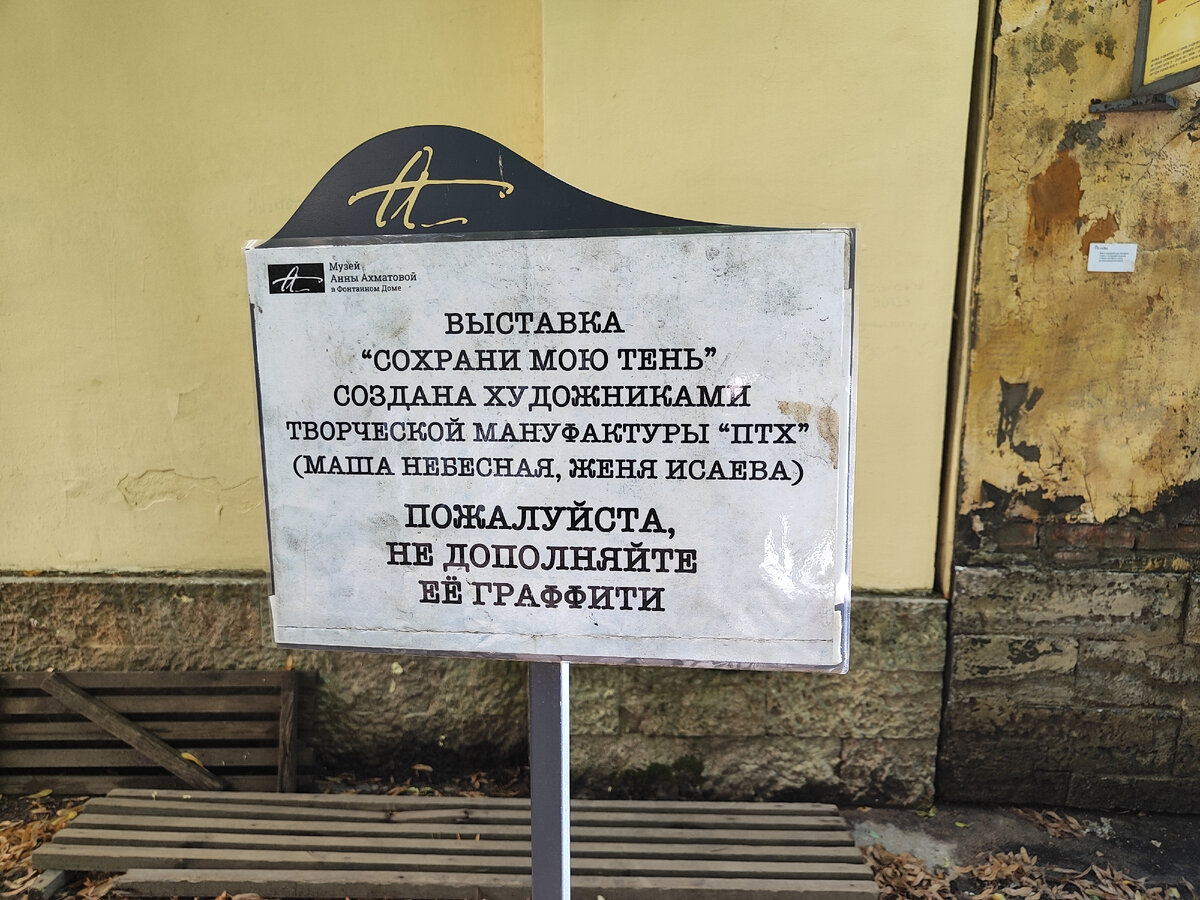 Музей
Анны Ахматовой
в Фонтанном Доме
ВЫСТАВКА
“СОХРАНИ МОЮ ТЕНЬ”
СОЗДАНА ХУДОЖНИКАМИ
ТВОРЧЕСКОЙ МАНУФАКТУРЫ “ПТХ”
(МАША НЕБЕСНАЯ, ЖЕНЯ ИСАЕВА)
ПОЖАЛУЙСТА,
НЕ ДОПОЛНЯЙТЕ
ЕЁ ГРАФФИТИ